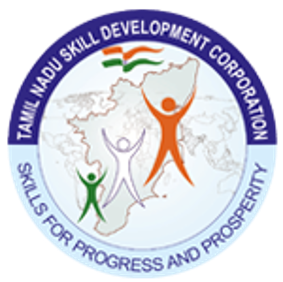 TAMIL NADU SKILL DEVELOPMENT CORPORATION
SKILLS FOR PROGRESS AND PROSPERITY